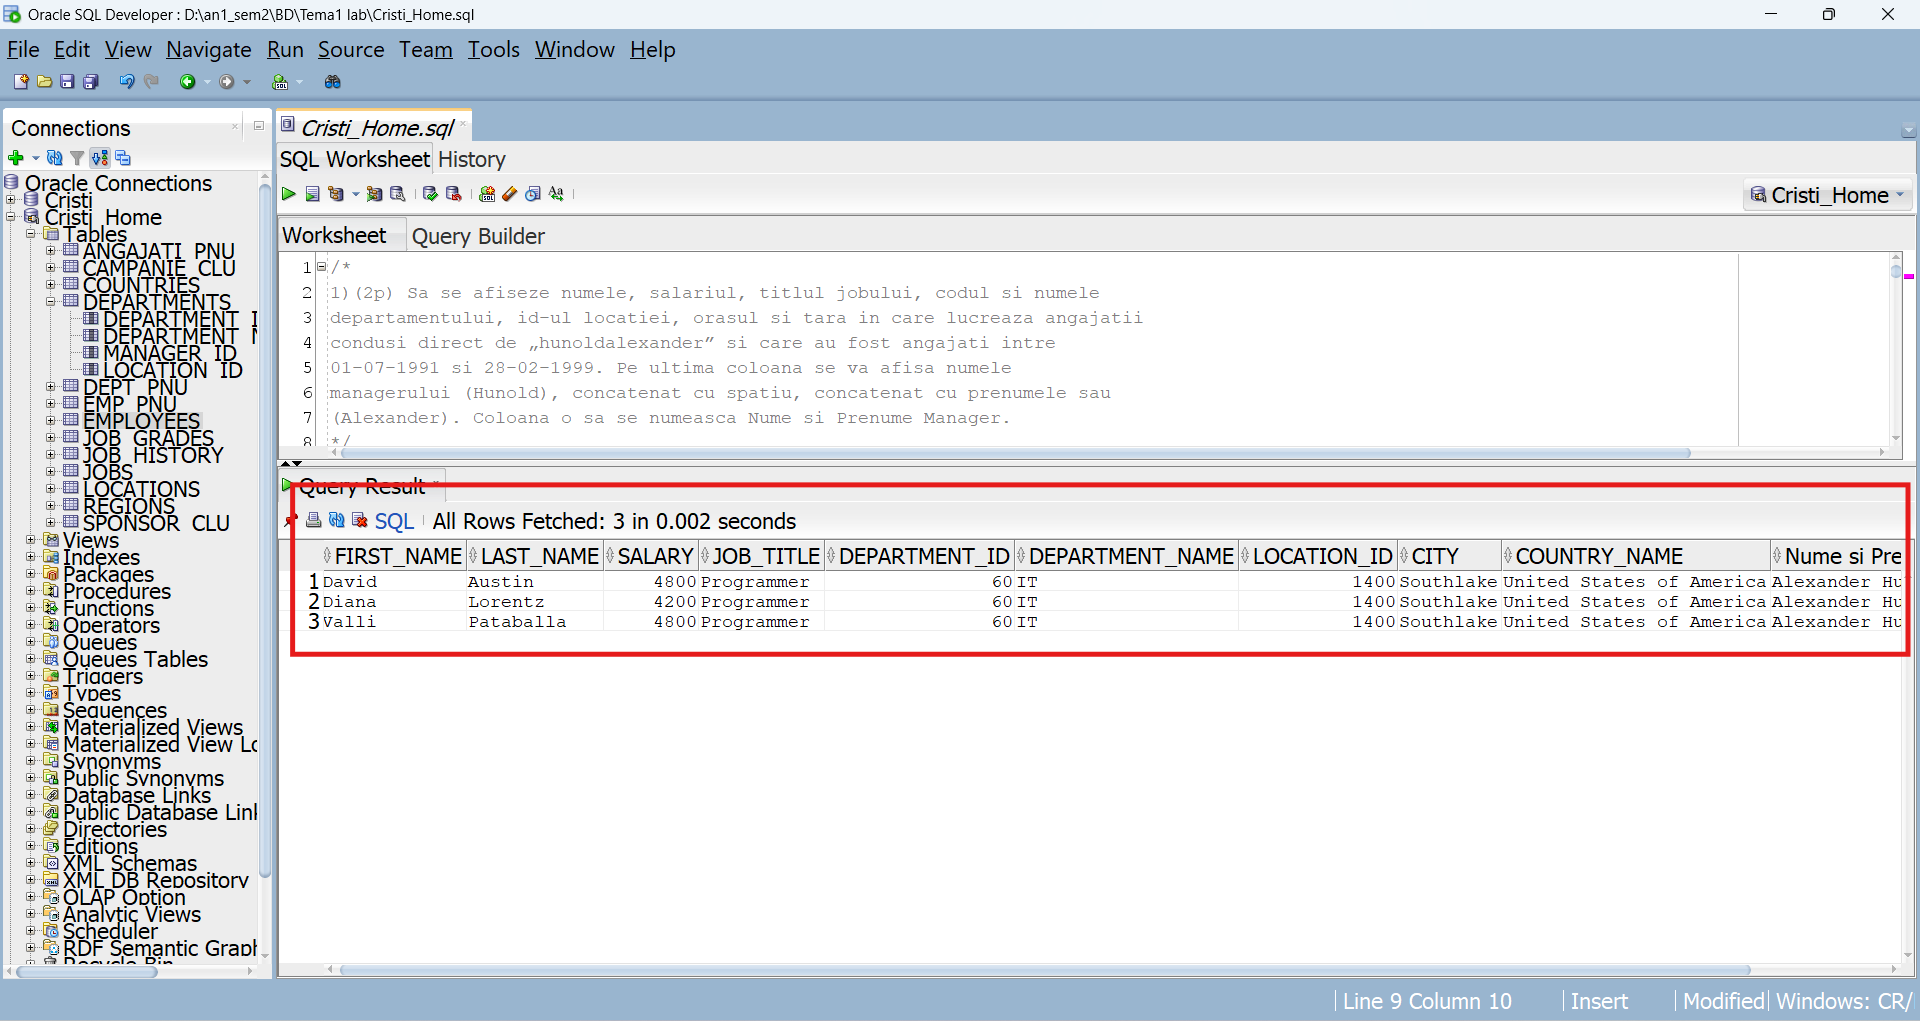 Oracle SQL Developer : D:\an1_sem2\BD\Tema1 lab\Cristi_Home.sql
File Edit View Navigate Run Source Team Tools Window Help
Connections
Oracle Connections
Cristi
Cristi_Home
Tables
ANGAJATI_PNU
CAMPANIE_CLU
COUNTRIES
DEPARTMENTS
DEPARTMENT_I
DEPARTMENT_N
MANAGER_ID
LOCATION_ID
DEPT_PNU
EMP_PNU
EMPLOYEES
JOB_GRADES
JOB_HISTORY
JOBS
LOCATIONS
REGIONS
SPONSOR_CLU
Views
Indexes
Packages
Procedures
Functions
Operators
Queues
Queues Tables
Triggers
Types
Sequences
Materialized Views
Materialized View Lo
Synonyms
Public Synonyms
Database Links
Public Database Link
Directories
Editions
XML Schemas
XML DB Repository
OLAP Option
Analytic Views
Scheduler
RDF Semantic Graph
Recycle Bin
Cristi_Home.sql
SQL Worksheet History
Cristi_Home
Worksheet Query Builder
1 /*
2 1)(2p) Sa se afiseze numele, salariul, titlul jobului, codul si numele
3 departamentului, id-ul locatiei, orasul si tara in care lucreaza angajatii
4 condusi direct de „hunoldalexander” si care au fost angajati intre
5 01-07-1991 si 28-02-1999. Pe ultima coloana se va afisa numele
6 managerului (Hunold), concatenat cu spatiu, concatenat cu prenumele sau
7 (Alexander). Coloana o sa se numeasca Nume si Prenume Manager.
8 */
Query Result
SQL All Rows Fetched: 3 in 0.002 seconds
FIRST_NAME LAST_NAME SALARY JOB_TITLE DEPARTMENT_ID DEPARTMENT_NAME LOCATION_ID CITY COUNTRY_NAME Nume si Pre
1 David Austin 4800 Programmer 60 IT 1400 Southlake United States of America Alexander Hu
2 Diana Lorentz 4200 Programmer 60 IT 1400 Southlake United States of America Alexander Hu
3 Valli Pataballa 4800 Programmer 60 IT 1400 Southlake United States of America Alexander Hu
Line 9 Column 10 Insert Modified Windows: CR/